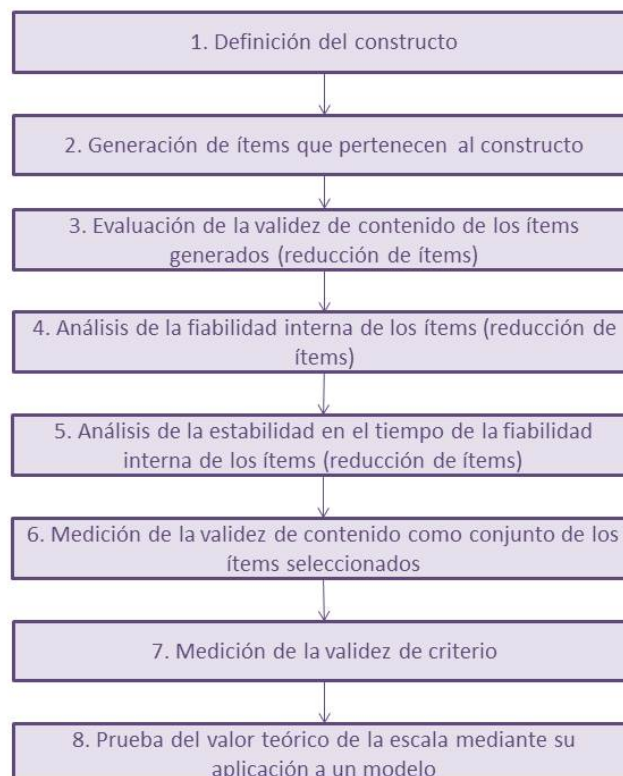 1. Definición del constructo
2. Generación de ítems que pertenecen al constructo
3. Evaluación de la validez de contenido de los ítems
generados (reducción de ítems)
4. Análisis de la fiabilidad interna de los ítems (reducción de
ítems)
5. Análisis de la estabilidad en el tiempo de la fiabilidad
interna de los ítems (reducción de ítems)
6. Medición de la validez de contenido como conjunto de los
ítems seleccionados
7. Medición de la validez de criterio
8. Prueba del valor teórico de la escala mediante su
aplicación a un modelo